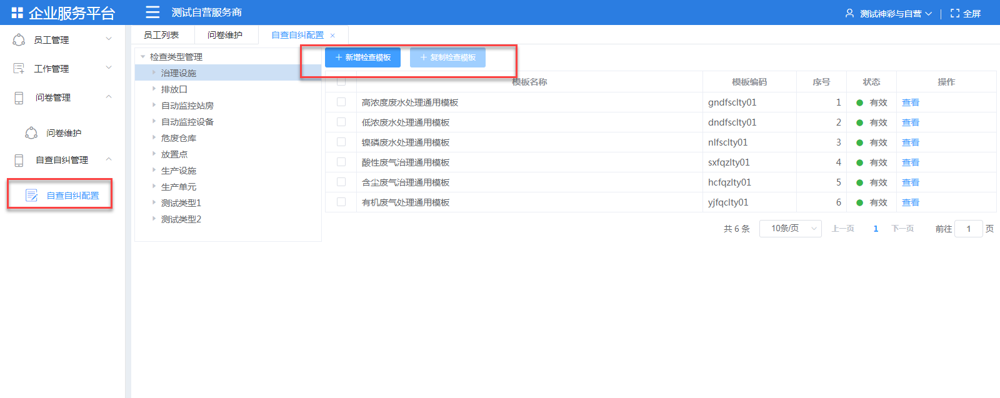 企业服务平台
测试自营服务商
测试神彩与自营
全屏
员工管理
工作管理
问卷管理
问卷维护
自查自纠管理
自查自纠配置
员工列表
问卷维护
自查自纠配置 ×
检查类型管理
治理设施
排放口
自动监控站房
自动监控设备
危废仓库
放置点
生产设施
生产单元
测试类型1
测试类型2
+ 新增检查模板
+ 复制检查模板
模板名称 模板编码 序号 状态 操作
高浓度废水处理通用模板 gndfsclty01 1 有效 查看
低浓废水处理通用模板 dndfsclty01 2 有效 查看
镍磷废水处理通用模板 nlfsclty01 3 有效 查看
酸性废气治理通用模板 sxfqzlty01 4 有效 查看
含尘废气治理通用模板 hcfqzlty01 5 有效 查看
有机废气处理通用模板 yjfqclty01 6 有效 查看
共 6 条 10条/页 上一页 1 下一页 前往 1 页